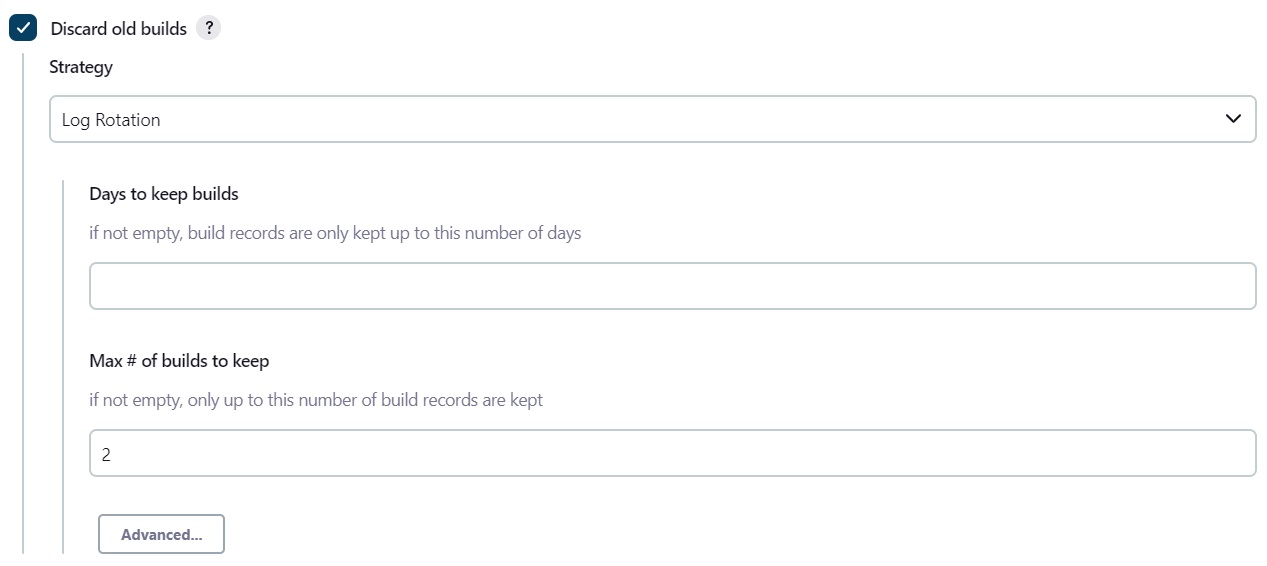 Discard old builds ?
Strategy
Log Rotation
Days to keep builds
if not empty, build records are only kept up to this number of days
Max # of builds to keep
if not empty, only up to this number of build records are kept
2
Advanced...